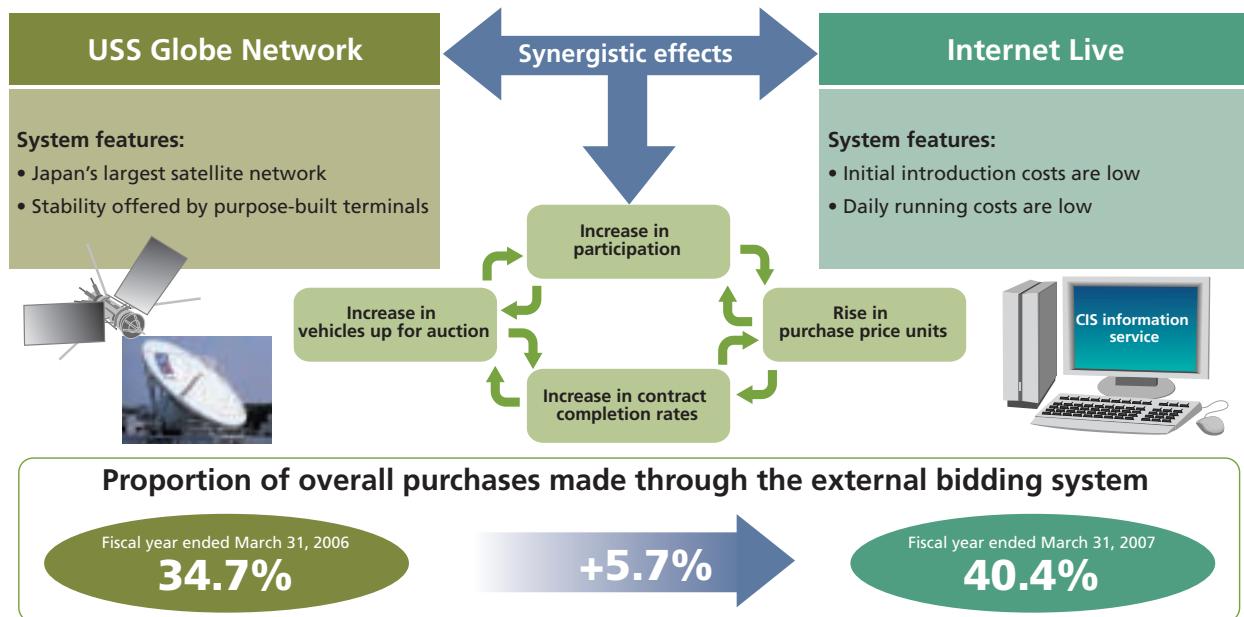 USS Globe Network
Synergistic effects
Internet Live
System features:
• Japan's largest satellite network
• Stability offered by purpose-built terminals
System features:
• Initial introduction costs are low
• Daily running costs are low
Increase in
participation
Increase in
vehicles up for auction
Rise in
purchase price units
Increase in contract
completion rates
CIS information
service
Proportion of overall purchases made through the external bidding system
Fiscal year ended March 31, 2006
34.7%
+5.7%
Fiscal year ended March 31, 2007
40.4%